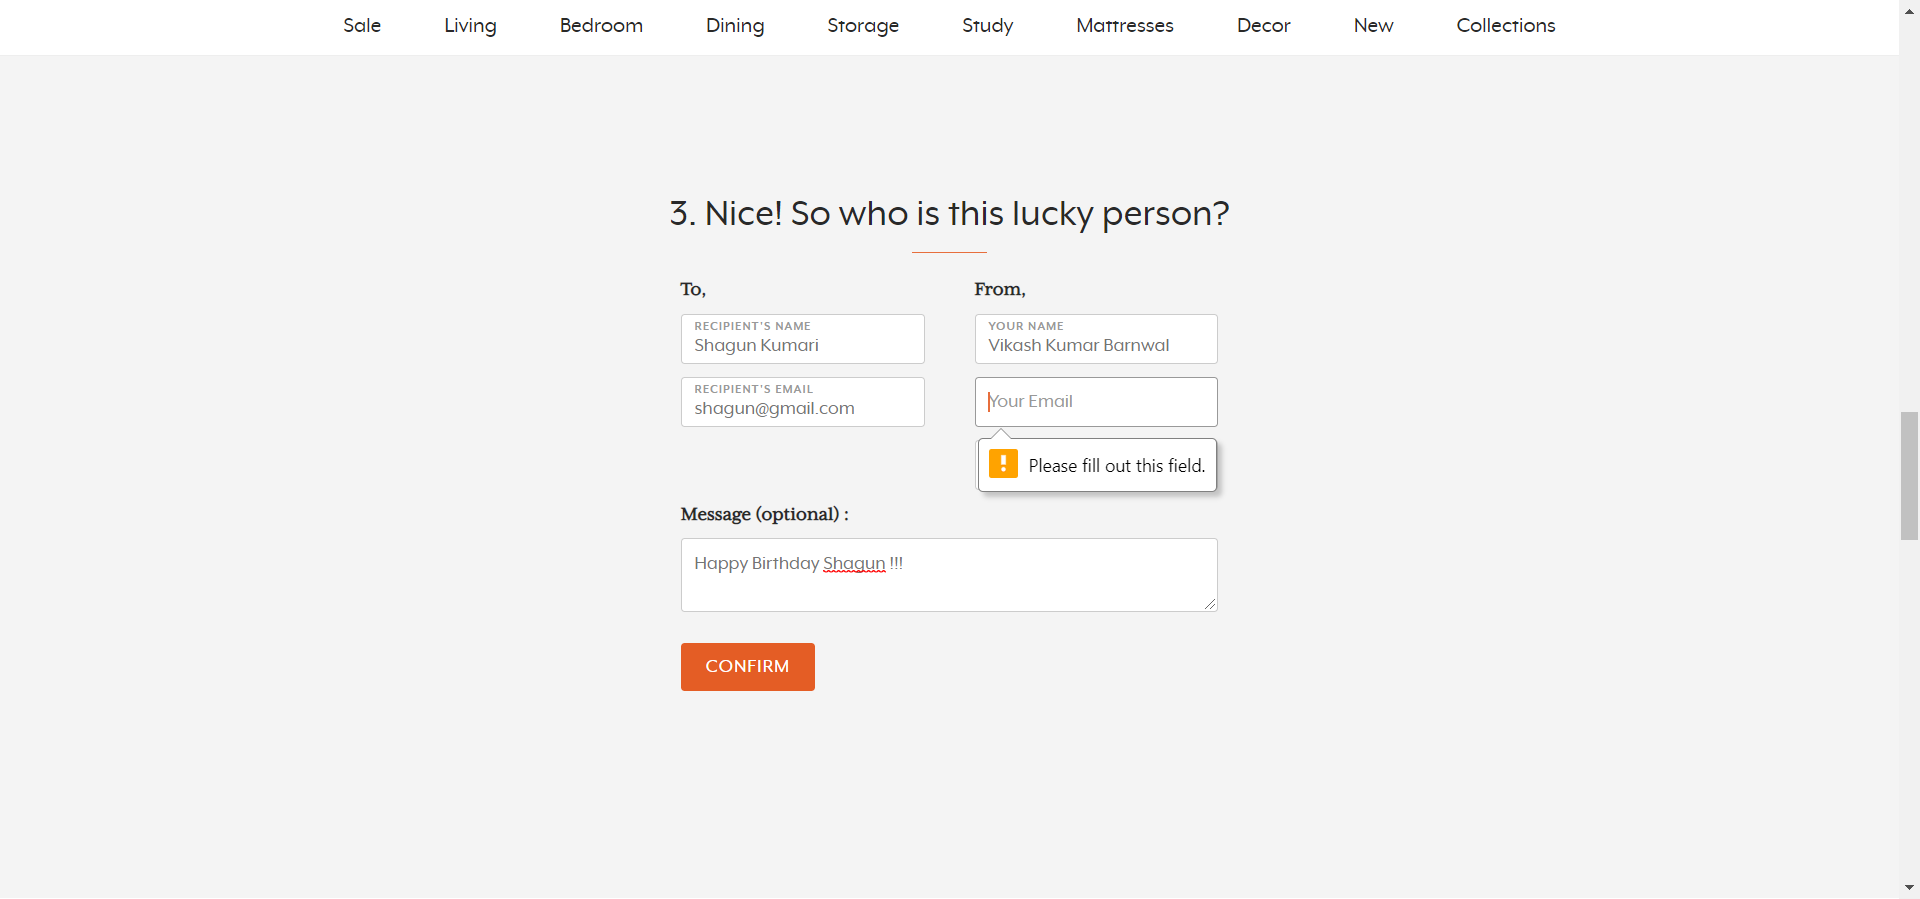 Sale Living Bedroom Dining Storage Study Mattresses Decor New Collections
3. Nice! So who is this lucky person?
To,
From,
RECIPIENT'S NAME
Shagun Kumari
YOUR NAME
Vikash Kumar Barnwal
RECIPIENT'S EMAIL
shagun@gmail.com
Your Email
Please fill out this field.
Message (optional) :
Happy Birthday Shagun !!!
CONFIRM